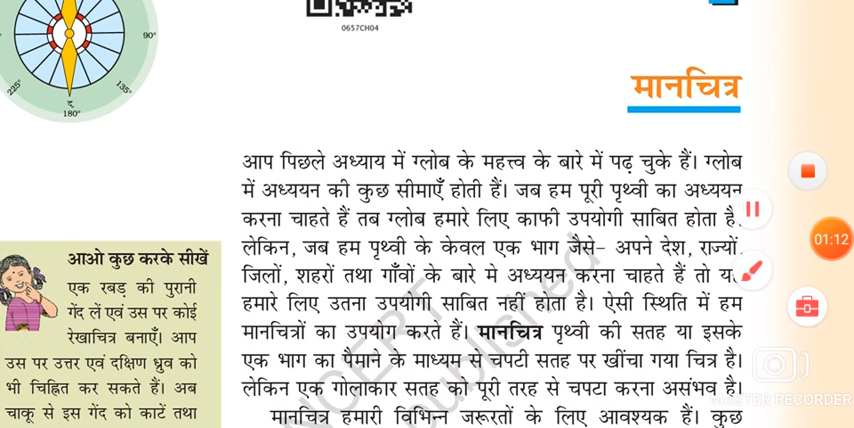 0657CH04
90°
225°
135°
द.
180°
मानचित्र
आप पिछले अध्याय में ग्लोब के महत्त्व के बारे में पढ़ चुके हैं। ग्लोब
में अध्ययन की कुछ सीमाएँ होती हैं। जब हम पूरी पृथ्वी का अध्ययन
करना चाहते हैं तब ग्लोब हमारे लिए काफी उपयोगी साबित होता है
लेकिन, जब हम पृथ्वी के केवल एक भाग जैसे– अपने देश, राज्यों
जिलों, शहरों तथा गाँवों के बारे मे अध्ययन करना चाहते हैं तो
हमारे लिए उतना उपयोगी साबित नहीं होता है। ऐसी स्थिति में हम
मानचित्रों का उपयोग करते हैं। मानचित्र पृथ्वी की सतह या इसके
एक भाग का पैमाने के माध्यम से चपटी सतह पर खींचा गया चित्र है।
लेकिन एक गोलाकार सतह को पूरी तरह से चपटा करना असंभव है।
मानचित्र हमारी विभिन्न जरूरतों के लिए आवश्यक हैं। कुछ
आओ कुछ करके सीखें
एक रबड़ की पुरानी
गेंद लें एवं उस पर कोई
रेखाचित्र बनाएँ। आप
उस पर उत्तर एवं दक्षिण ध्रुव को
भी चिह्नित कर सकते हैं। अब
चाकू से इस गेंद को काटें तथा
NCERT
published
01:12
MASTER RECORDER